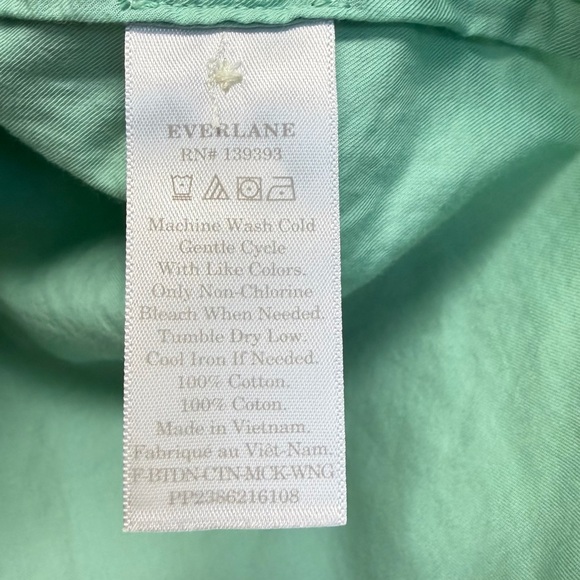 EVERLANE
RN# 139393
Machine Wash Cold
Gentle Cycle
With Like Colors.
Only Non-Chlorine
Bleach When Needed.
Tumble Dry Low.
Cool Iron If Needed.
100% Cotton.
100% Coton.
Made in Vietnam.
Fabriqué au Viêt-Nam.
F-BTDN-CTN-MCK-WNG
PP2386216108